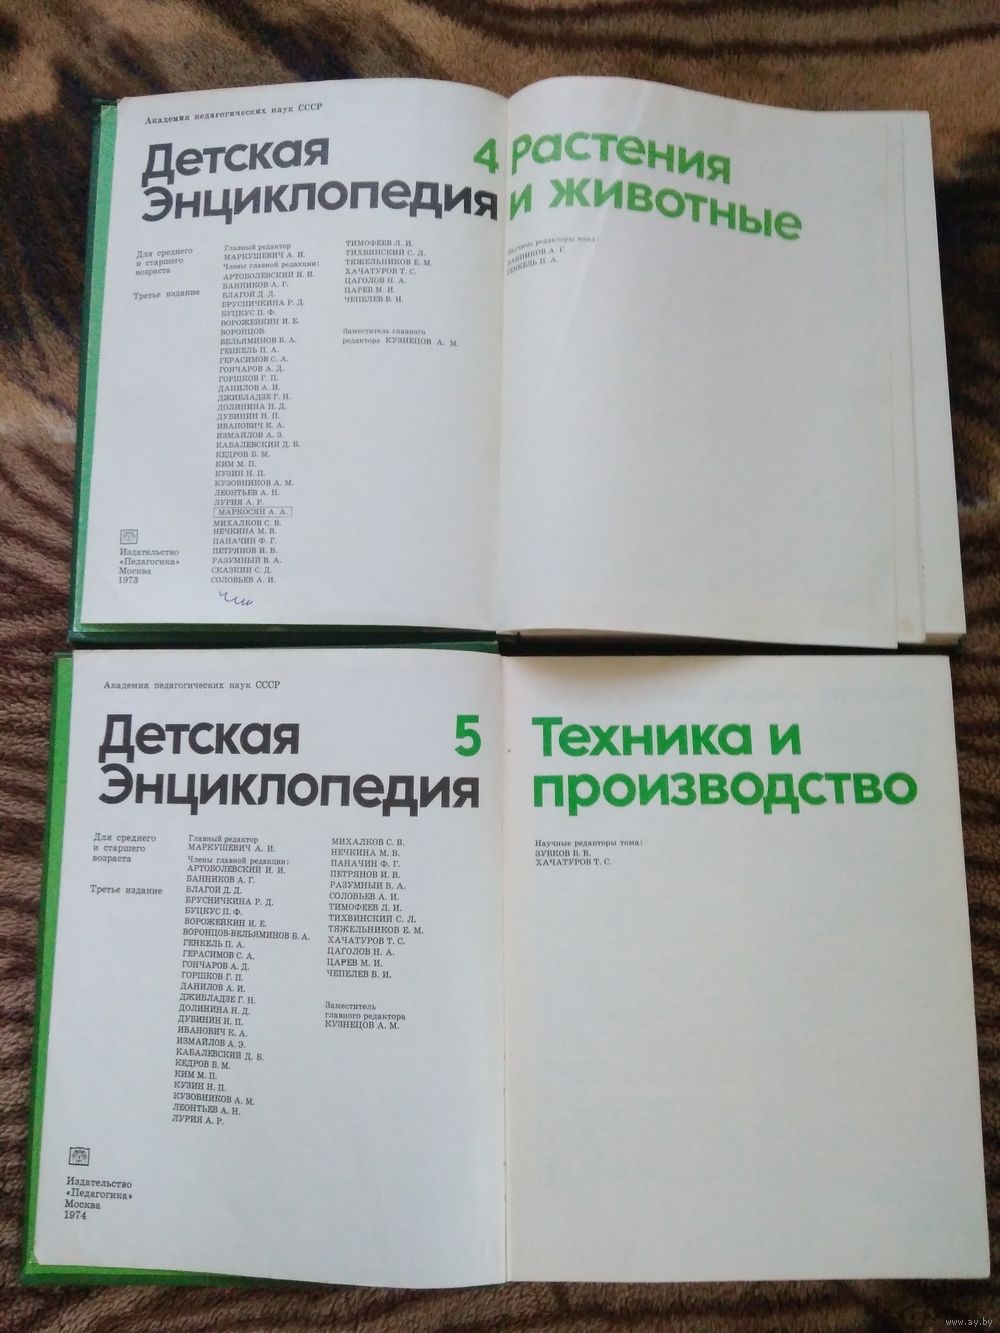 Академия педагогических наук СССР
Детская 4
Энциклопедия
Растения
и животные
Для среднего
и старшего
возраста
Третье издание
Главный редактор
МАРКУШЕВИЧ А. И.
Члены главной редакции:
АРТОБОЛЕВСКИЙ И. И.
БАННИКОВ А. Г.
БЛАГОЙ Д. Д.
БРУСНИЧКИНА Р. Д.
БУЦКУС П. Ф.
ВОРОЖЕЙКИН И. Е.
ВОРОНЦОВ-
ВЕЛЬЯМИНОВ Б. А.
ГЕНКЕЛЬ П. А.
ГЕРАСИМОВ С. А.
ГОНЧАРОВ А. Д.
ГОРШКОВ Г. П.
ДАНИЛОВ А. И.
ДЖИБЛАДЗЕ Г. Н.
ДОЛИНИНА Н. Д.
ДУБИНИН Н. П.
ИВАНОВИЧ К. А.
ИЗМАЙЛОВ А. Э.
КАБАЛЕВСКИЙ Д. Б.
КЕДРОВ Б. М.
КИМ М. П.
КУЗИН Н. П.
КУЗОВНИКОВ А. М.
ЛЕОНТЬЕВ А. Н.
ЛУРИЯ А. Р.
МАРКОСЯН А. А.
МИХАЛКОВ С. В.
НЕЧКИНА М. В.
ПАНАЧИН Ф. Г.
ПЕТРЯНОВ И. В.
РАЗУМНЫЙ В. А.
СКАЗКИН С. Д.
СОЛОВЬЕВ А. И.
ТИМОФЕЕВ Л. И.
ТИХВИНСКИЙ С. Л.
ТЯЖЕЛЬНИКОВ Е. М.
ХАЧАТУРОВ Т. С.
ЦАГОЛОВ Н. А.
ЦАРЕВ М. И.
ЧЕПЕЛЕВ В. И.
Заместитель главного
редактора КУЗНЕЦОВ А. М.
Научные редакторы тома:
БАННИКОВ А. Г.
ГЕНКЕЛЬ П. А.
Издательство
«Педагогика»
Москва
1973
Академия педагогических наук СССР
Детская 5
Энциклопедия
Техника и
производство
Для среднего
и старшего
возраста
Третье издание
Главный редактор
МАРКУШЕВИЧ А. И.
Члены главной редакции:
АРТОБОЛЕВСКИЙ И. И.
БАННИКОВ А. Г.
БЛАГОЙ Д. Д.
БРУСНИЧКИНА Р. Д.
БУЦКУС П. Ф.
ВОРОЖЕЙКИН И. Е.
ВОРОНЦОВ-ВЕЛЬЯМИНОВ Б. А.
ГЕНКЕЛЬ П. А.
ГЕРАСИМОВ С. А.
ГОНЧАРОВ А. Д.
ГОРШКОВ Г. П.
ДАНИЛОВ А. И.
ДЖИБЛАДЗЕ Г. Н.
ДОЛИНИНА Н. Д.
ДУБИНИН Н. П.
ИВАНОВИЧ К. А.
ИЗМАЙЛОВ А. Э.
КАБАЛЕВСКИЙ Д. Б.
КЕДРОВ Б. М.
КИМ М. П.
КУЗИН Н. П.
КУЗОВНИКОВ А. М.
ЛЕОНТЬЕВ А. Н.
ЛУРИЯ А. Р.
МИХАЛКОВ С. В.
НЕЧКИНА М. В.
ПАНАЧИН Ф. Г.
ПЕТРЯНОВ И. В.
РАЗУМНЫЙ В. А.
СОЛОВЬЕВ А. И.
ТИМОФЕЕВ Л. И.
ТИХВИНСКИЙ С. Л.
ТЯЖЕЛЬНИКОВ Е. М.
ХАЧАТУРОВ Т. С.
ЦАГОЛОВ Н. А.
ЦАРЕВ М. И.
ЧЕПЕЛЕВ В. И.
Заместитель
главного редактора
КУЗНЕЦОВ А. М.
Научные редакторы тома:
ЗУБКОВ В. В.
ХАЧАТУРОВ Т. С.
Издательство
«Педагогика»
Москва
1974
www.ay.by